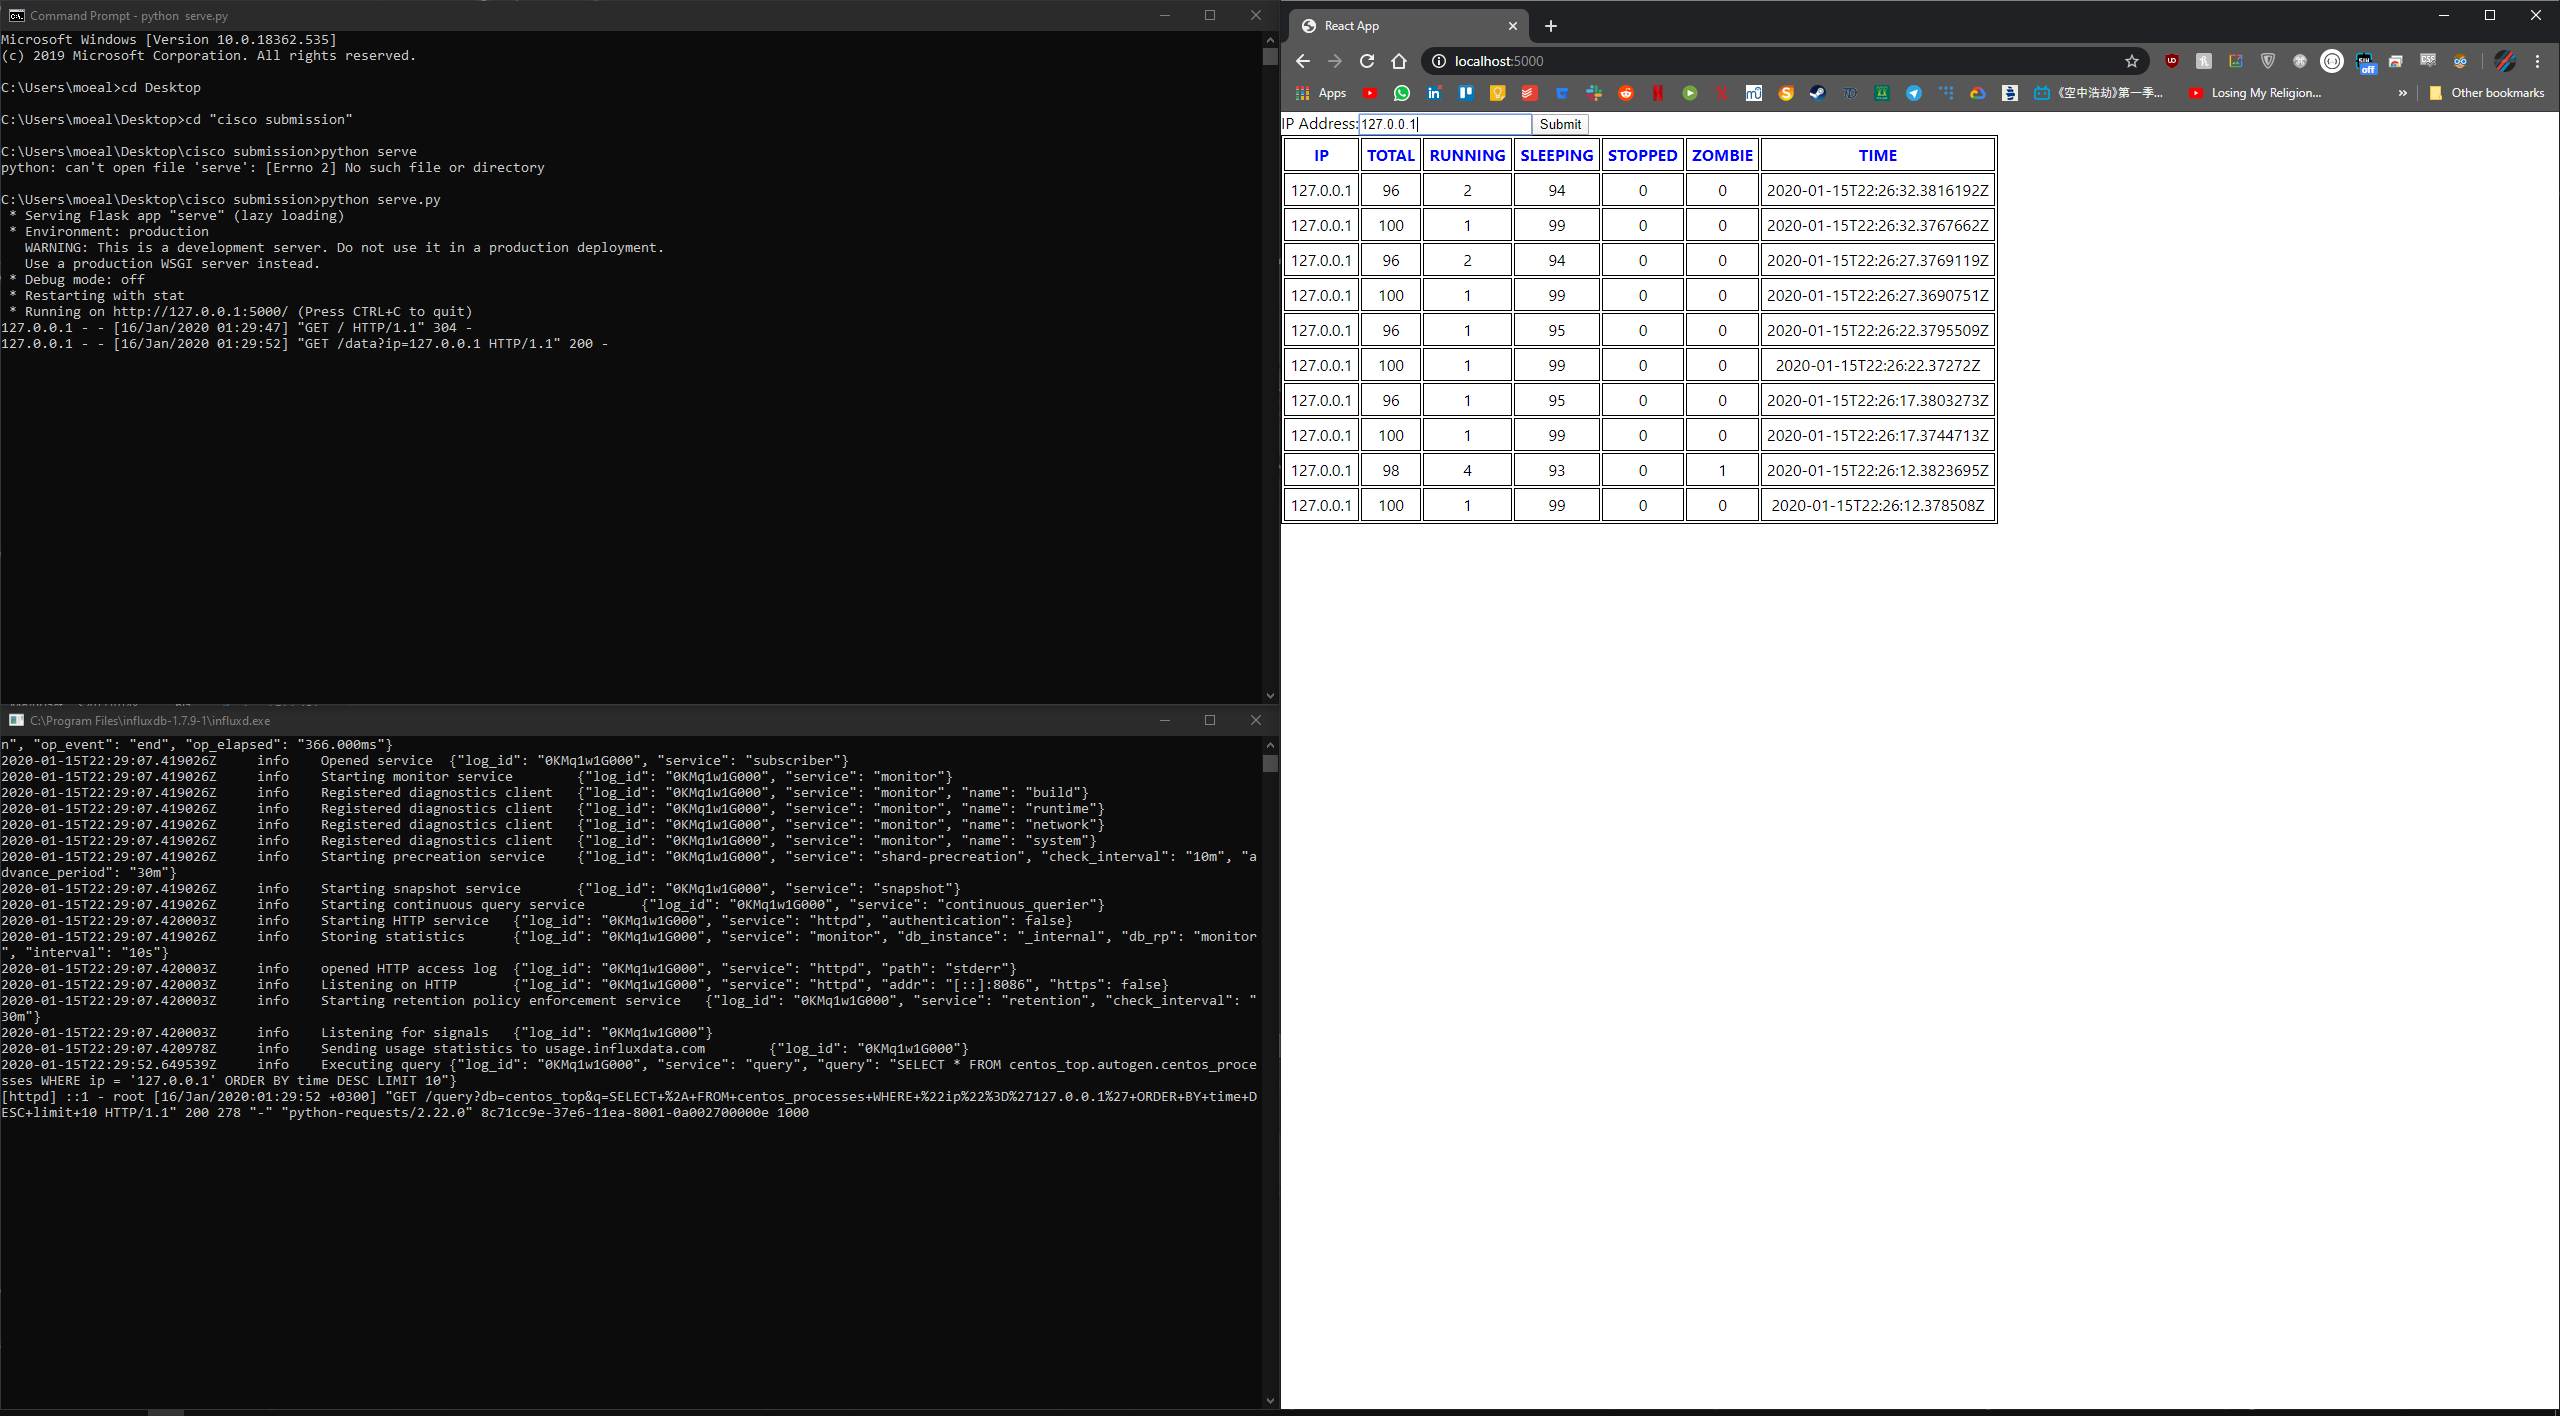 Command Prompt - python  serve.py
Microsoft Windows [Version 10.0.18362.535]
(c) 2019 Microsoft Corporation. All rights reserved.
C:\Users\moeal>cd Desktop
C:\Users\moeal\Desktop>cd "cisco submission"
C:\Users\moeal\Desktop\cisco submission>python serve
python: can't open file 'serve': [Errno 2] No such file or directory
C:\Users\moeal\Desktop\cisco submission>python serve.py
 * Serving Flask app "serve" (lazy loading)
 * Environment: production
   WARNING: This is a development server. Do not use it in a production deployment.
   Use a production WSGI server instead.
 * Debug mode: off
 * Restarting with stat
 * Running on http://127.0.0.1:5000/ (Press CTRL+C to quit)
127.0.0.1 - - [16/Jan/2020 01:29:47] "GET / HTTP/1.1" 304 -
127.0.0.1 - - [16/Jan/2020 01:29:52] "GET /data?ip=127.0.0.1 HTTP/1.1" 200 -
C:\Program Files\influxdb-1.7.9-1\influxd.exe
n", "op_event": "end", "op_elapsed": "366.000ms"}
2020-01-15T22:29:07.419026Z     info    Opened service  {"log_id": "0KMq1w1G000", "service": "subscriber"}
2020-01-15T22:29:07.419026Z     info    Starting monitor service        {"log_id": "0KMq1w1G000", "service": "monitor"}
2020-01-15T22:29:07.419026Z     info    Registered diagnostics client   {"log_id": "0KMq1w1G000", "service": "monitor", "name": "build"}
2020-01-15T22:29:07.419026Z     info    Registered diagnostics client   {"log_id": "0KMq1w1G000", "service": "monitor", "name": "runtime"}
2020-01-15T22:29:07.419026Z     info    Registered diagnostics client   {"log_id": "0KMq1w1G000", "service": "monitor", "name": "network"}
2020-01-15T22:29:07.419026Z     info    Registered diagnostics client   {"log_id": "0KMq1w1G000", "service": "monitor", "name": "system"}
2020-01-15T22:29:07.419026Z     info    Starting precreation service    {"log_id": "0KMq1w1G000", "service": "shard-precreation", "check_interval": "10m", "a
dvance_period": "30m"}
2020-01-15T22:29:07.419026Z     info    Starting snapshot service       {"log_id": "0KMq1w1G000", "service": "snapshot"}
2020-01-15T22:29:07.419026Z     info    Starting continuous query service       {"log_id": "0KMq1w1G000", "service": "continuous_querier"}
2020-01-15T22:29:07.420003Z     info    Starting HTTP service   {"log_id": "0KMq1w1G000", "service": "httpd", "authentication": false}
2020-01-15T22:29:07.419026Z     info    Storing statistics      {"log_id": "0KMq1w1G000", "service": "monitor", "db_instance": "_internal", "db_rp": "monitor
", "interval": "10s"}
2020-01-15T22:29:07.420003Z     info    opened HTTP access log  {"log_id": "0KMq1w1G000", "service": "httpd", "path": "stderr"}
2020-01-15T22:29:07.420003Z     info    Listening on HTTP       {"log_id": "0KMq1w1G000", "service": "httpd", "addr": "[::]:8086", "https": false}
2020-01-15T22:29:07.420003Z     info    Starting retention policy enforcement service   {"log_id": "0KMq1w1G000", "service": "retention", "check_interval": "
30m"}
2020-01-15T22:29:07.420003Z     info    Listening for signals   {"log_id": "0KMq1w1G000"}
2020-01-15T22:29:07.420978Z     info    Sending usage statistics to usage.influxdata.com        {"log_id": "0KMq1w1G000"}
2020-01-15T22:29:52.649539Z     info    Executing query {"log_id": "0KMq1w1G000", "service": "query", "query": "SELECT * FROM centos_top.autogen.centos_proce
sses WHERE ip = '127.0.0.1' ORDER BY time DESC LIMIT 10"}
[httpd] ::1 - root [16/Jan/2020:01:29:52 +0300] "GET /query?db=centos_top&q=SELECT+%2A+FROM+centos_processes+WHERE+%22ip%22%3D%27127.0.0.1%27+ORDER+BY+time+D
ESC+limit+10 HTTP/1.1" 200 278 "-" "python-requests/2.22.0" 8c71cc9e-37e6-11ea-8001-0a002700000e 1000
React App
localhost:5000
Apps 《空中浩劫》第一季... Losing My Religion... » Other bookmarks
IP Address: 127.0.0.1 Submit
IP TOTAL RUNNING SLEEPING STOPPED ZOMBIE TIME
127.0.0.1 96 2 94 0 0 2020-01-15T22:26:32.3816192Z
127.0.0.1 100 1 99 0 0 2020-01-15T22:26:32.3767662Z
127.0.0.1 96 2 94 0 0 2020-01-15T22:26:27.3769119Z
127.0.0.1 100 1 99 0 0 2020-01-15T22:26:27.3690751Z
127.0.0.1 96 1 95 0 0 2020-01-15T22:26:22.3795509Z
127.0.0.1 100 1 99 0 0 2020-01-15T22:26:22.37272Z
127.0.0.1 96 1 95 0 0 2020-01-15T22:26:17.3803273Z
127.0.0.1 100 1 99 0 0 2020-01-15T22:26:17.3744713Z
127.0.0.1 98 4 93 0 1 2020-01-15T22:26:12.3823695Z
127.0.0.1 100 1 99 0 0 2020-01-15T22:26:12.378508Z